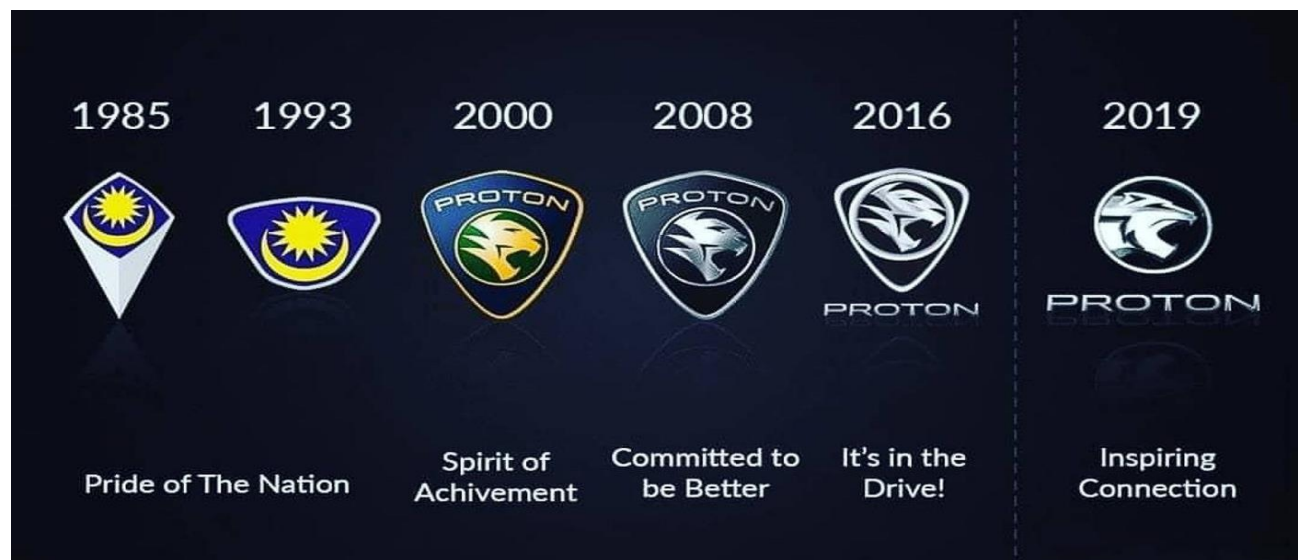 1985 1993 2000 2008 2016 2019
PROTON
PROTON
PROTON
PROTON
Pride of The Nation
Spirit of
Achivement
Committed to
be Better
It's in the
Drive!
Inspiring
Connection